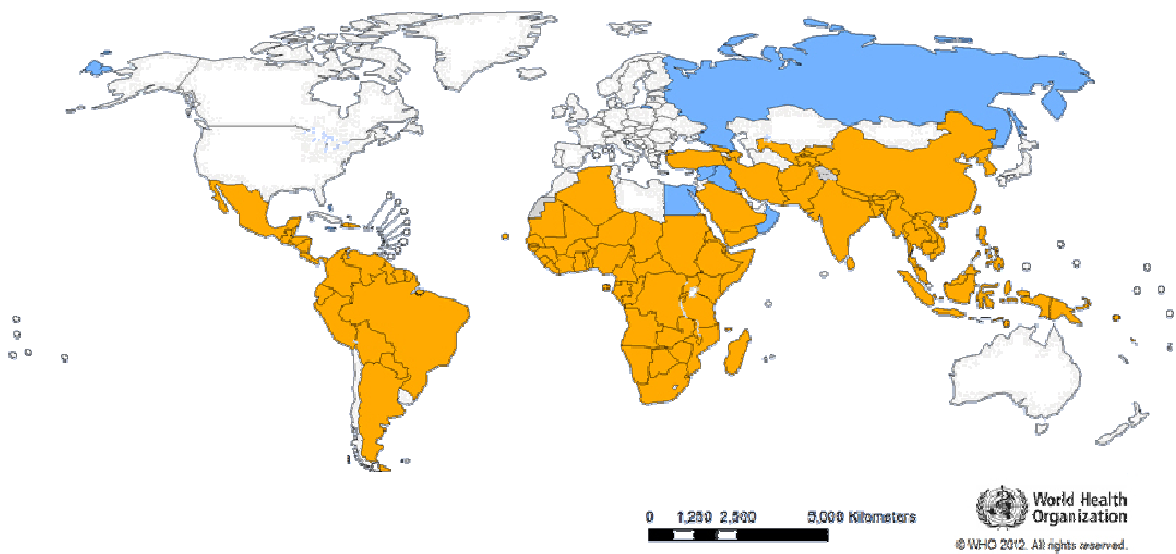 0 1,250 2,500 5,000 Kilometers
World Health
Organization
© WHO 2012. All rights reserved.